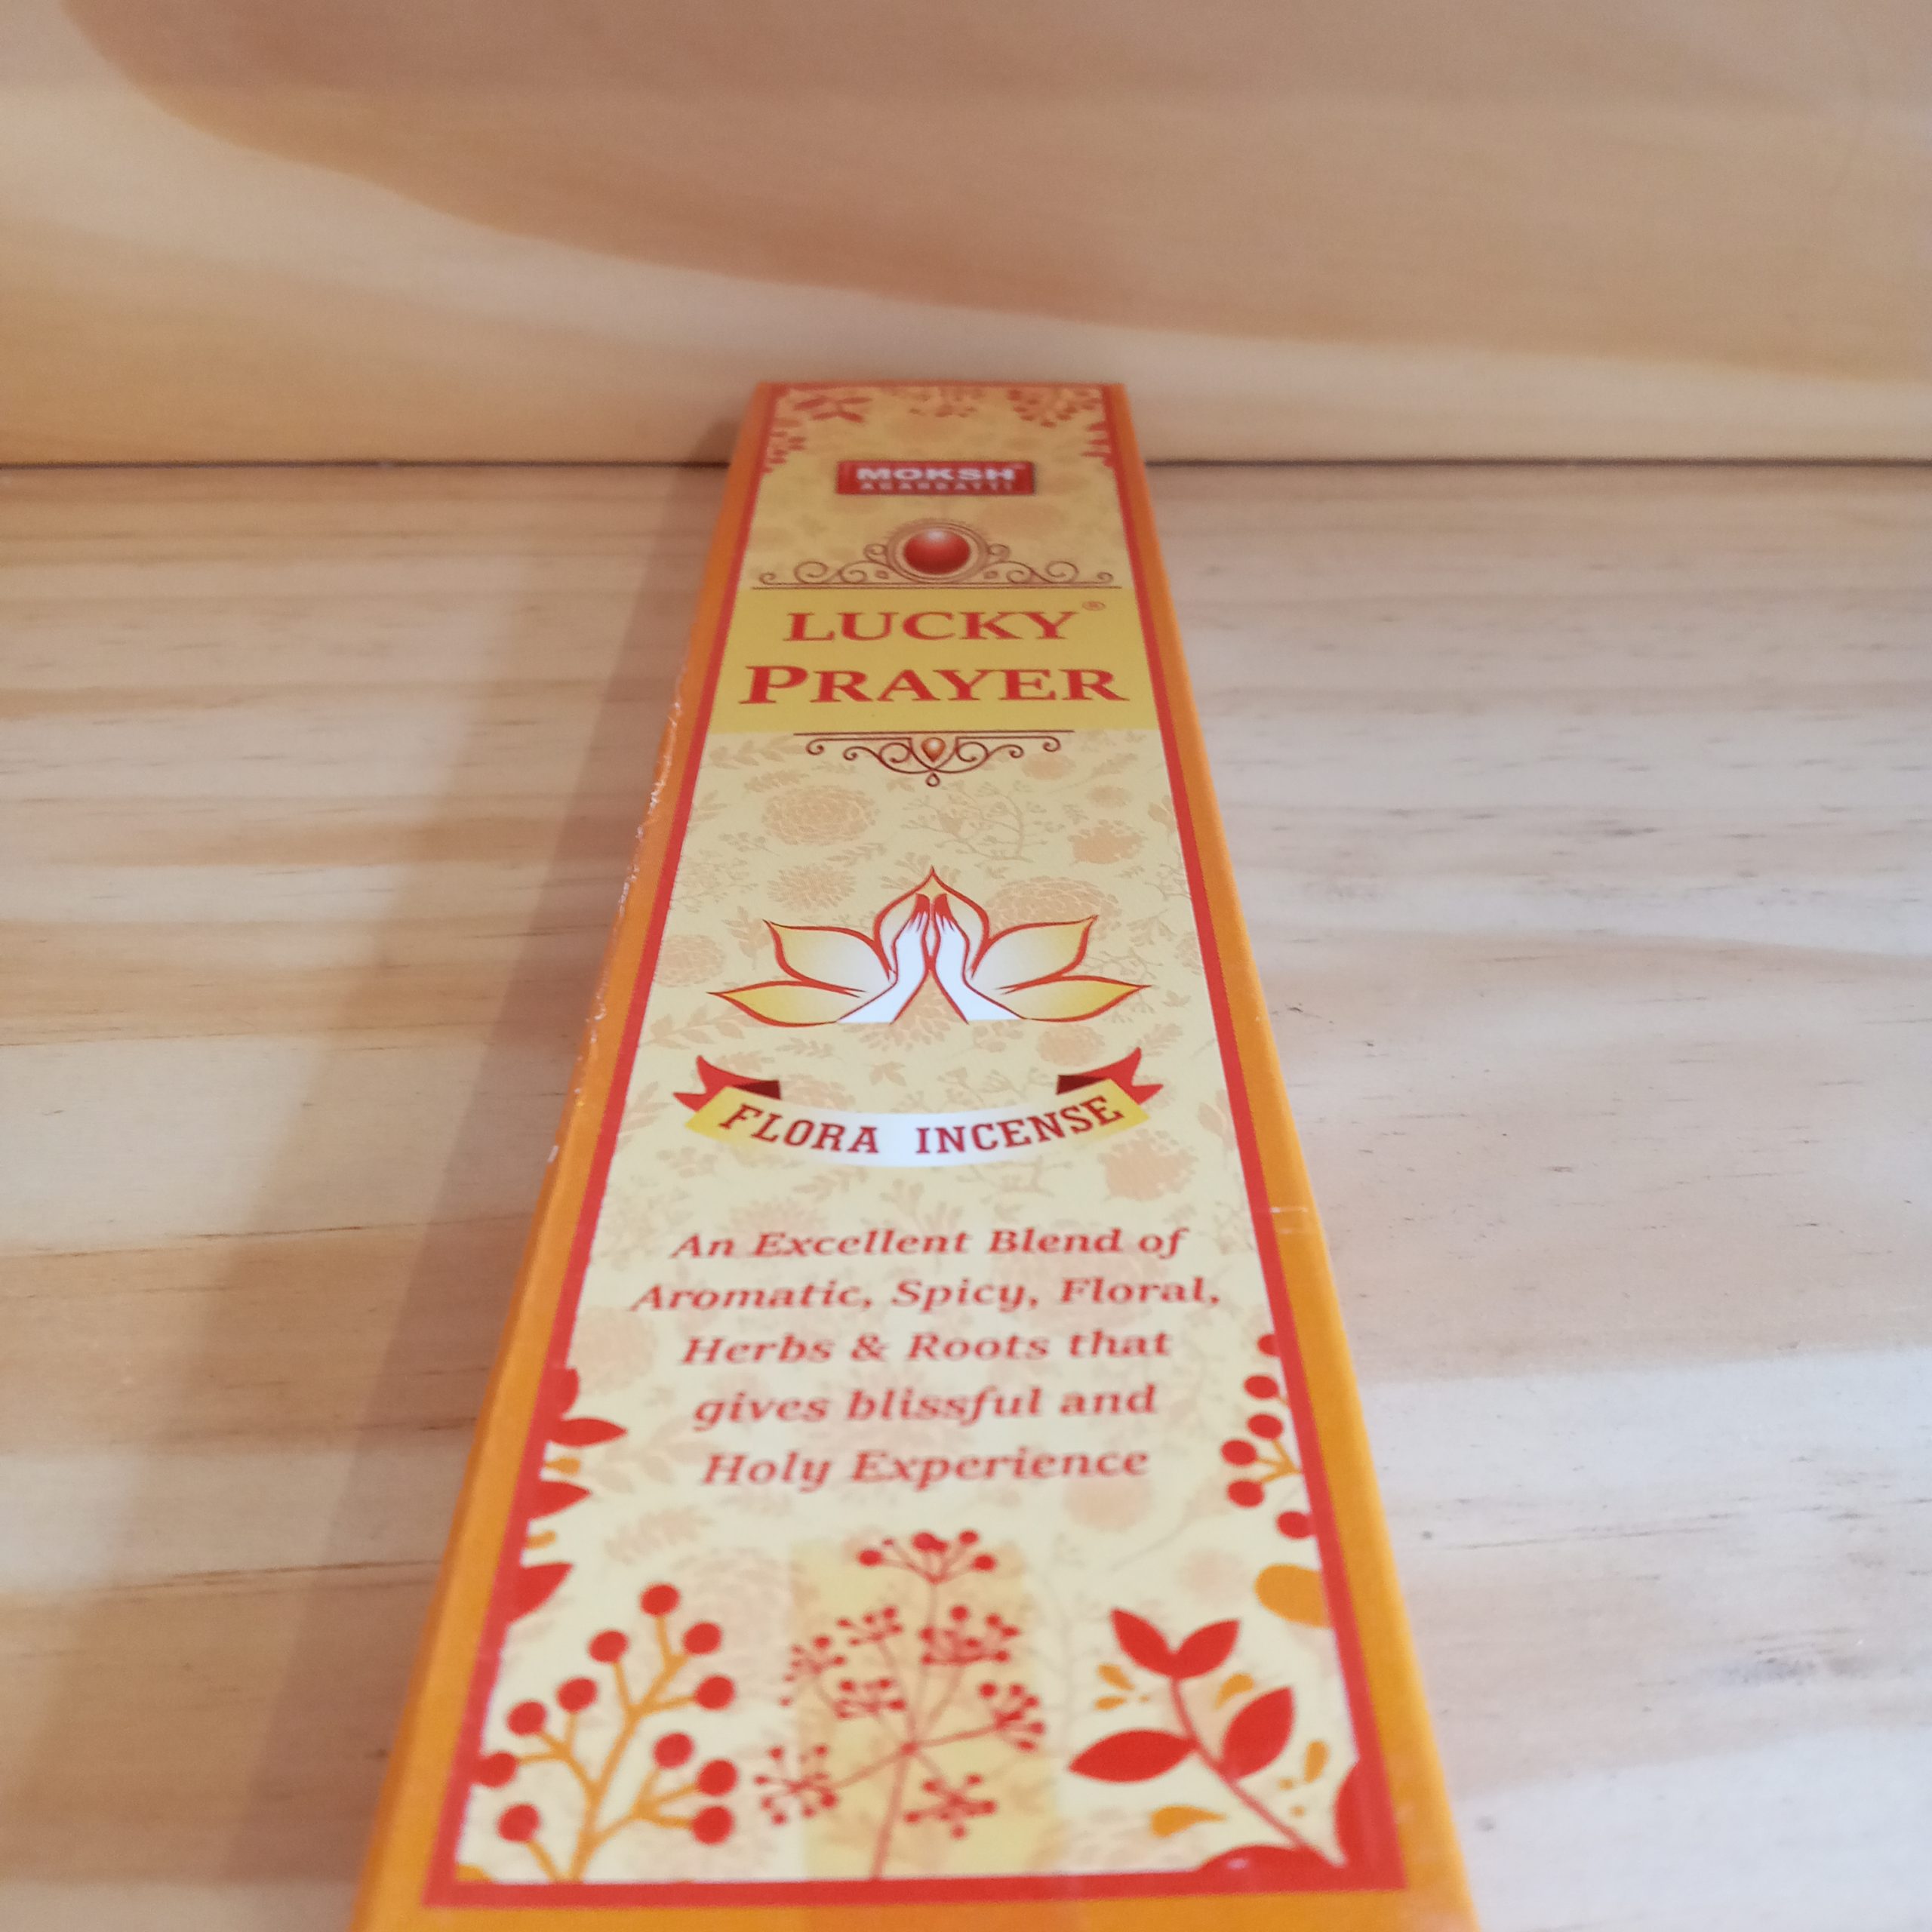 MOKSH
AGARBATTI
LUCKY®
PRAYER
FLORA INCENSE
An Excellent Blend of
Aromatic, Spicy, Floral,
Herbs & Roots that
gives blissful and
Holy Experience